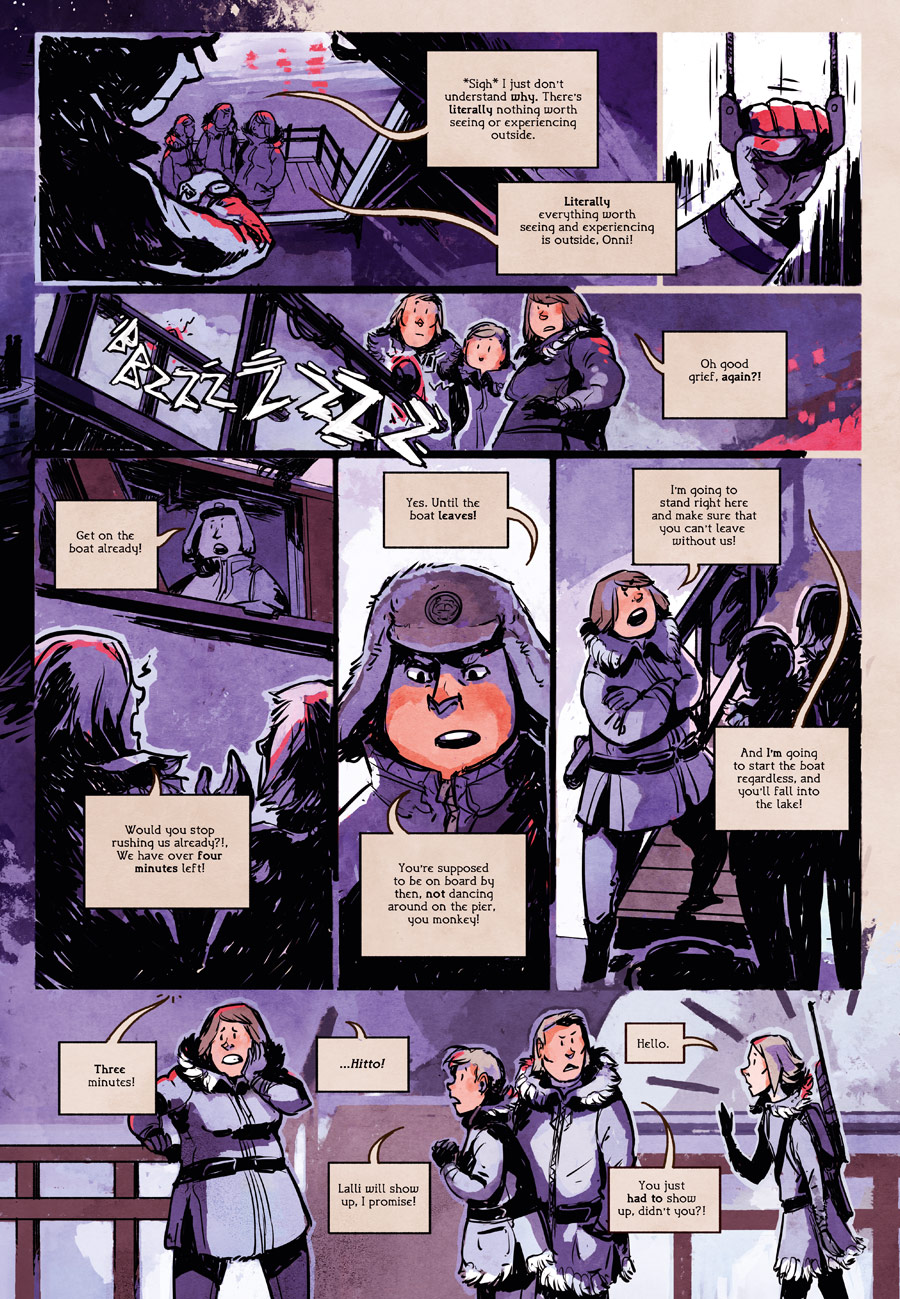 *Sigh* I just don't
understand why. There's
literally nothing worth
seeing or experiencing
outside.
Literally
everything worth
seeing and experiencing
is outside, Onni!
BBZZZZZZZ
Oh good
grief, again?!
Get on the
boat already!
Would you stop
rushing us already?!,
We have over four
minutes left!
Yes. Until the
boat leaves!
You're supposed
to be on board by
then, not dancing
around on the pier,
you monkey!
I'm going to
stand right here
and make sure that
you can't leave
without us!
And I'm going
to start the boat
regardless, and
you'll fall into
the lake!
Three
minutes!
...Hitto!
Lalli will show
up, I promise!
Hello.
You just
had to show
up, didn't you?!